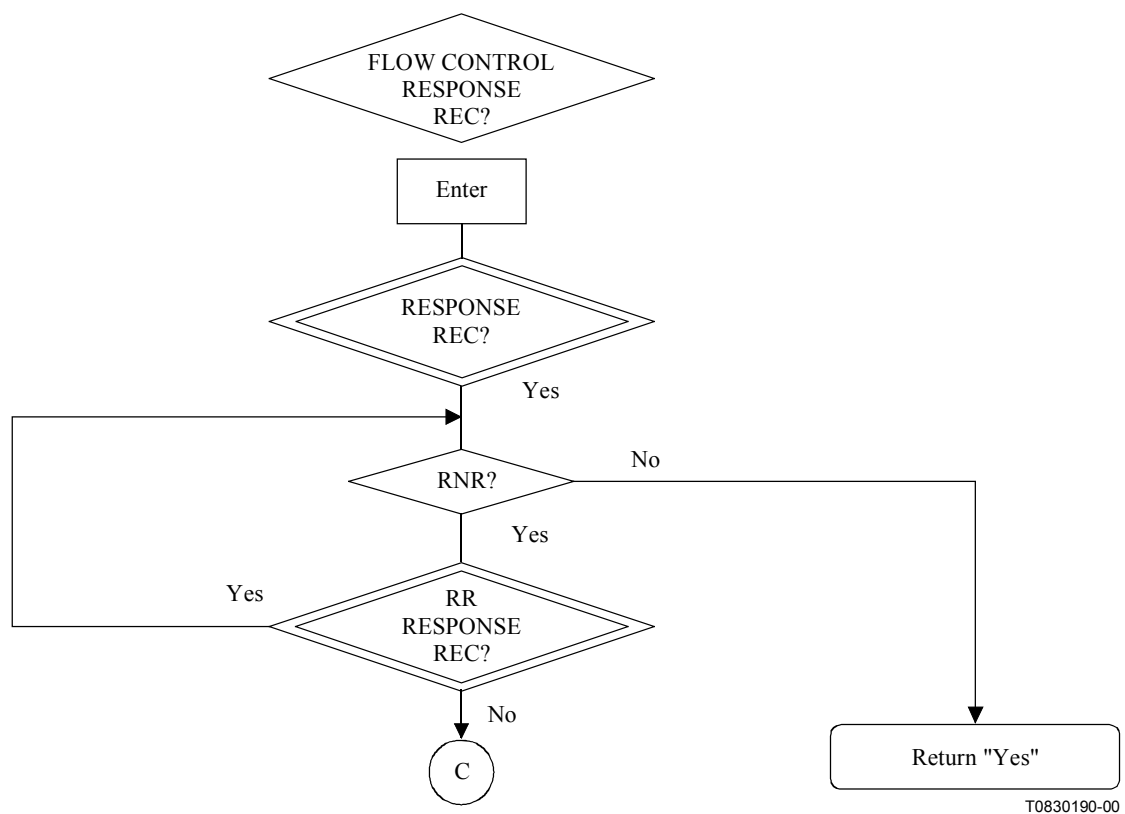 FLOW CONTROL
RESPONSE
REC?
Enter
RESPONSE
REC?
Yes
RNR?
No
Yes
Yes
RR
RESPONSE
REC?
No
C
Return "Yes"
T0830190-00